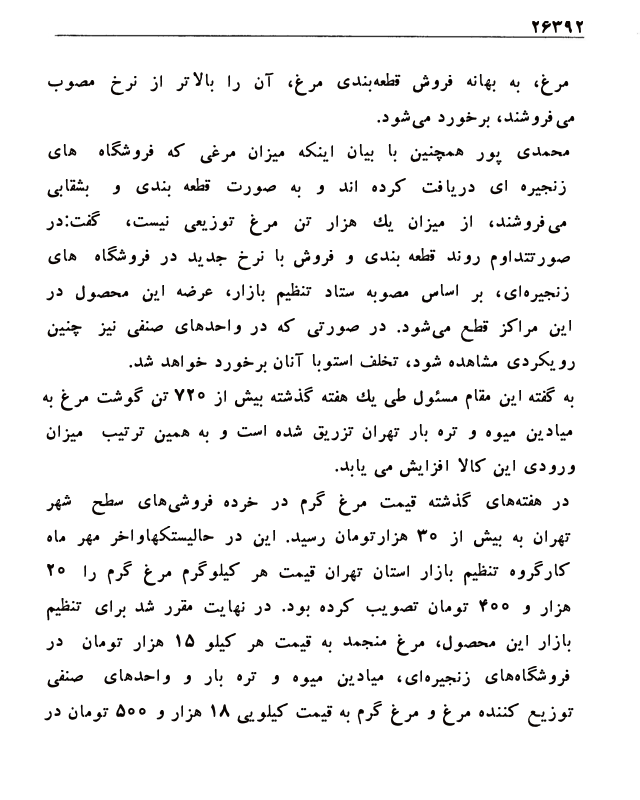 ۲۶۳۹۲
مرغ، به بهانه فروش قطعه‌بندی مرغ، آن را بالاتر از نرخ مصوب
می‌فروشند، برخورد می‌شود.
محمدی پور همچنین با بیان اینکه میزان مرغی که فروشگاه های
زنجیره ای دریافت کرده اند و به صورت قطعه بندی و بشقابی
می‌فروشند، از میزان یك هزار تن مرغ توزیعی نیست، گفت:در
صورتتداوم روند قطعه بندی و فروش با نرخ جدید در فروشگاه های
زنجیره‌ای، بر اساس مصوبه ستاد تنظیم بازار، عرضه این محصول در
این مراکز قطع می‌شود. در صورتی که در واحدهای صنفی نیز چنین
رویکردی مشاهده شود، تخلف استوبا آنان برخورد خواهد شد.
به گفته این مقام مسئول طی یك هفته گذشته بیش از ۷۲۰ تن گوشت مرغ به
میادین میوه و تره بار تهران تزریق شده است و به همین ترتیب میزان
ورودی این کالا افزایش می یابد.
در هفته‌های گذشته قیمت مرغ گرم در خرده فروشی‌های سطح شهر
تهران به بیش از ۳۰ هزارتومان رسید. این در حالیستکهاواخر مهر ماه
کارگروه تنظیم بازار استان تهران قیمت هر کیلوگرم مرغ گرم را ۲۰
هزار و ۴۰۰ تومان تصویب کرده بود. در نهایت مقرر شد برای تنظیم
بازار این محصول، مرغ منجمد به قیمت هر کیلو ۱۵ هزار تومان در
فروشگاه‌های زنجیره‌ای، میادین میوه و تره بار و واحدهای صنفی
توزیع کننده مرغ و مرغ گرم به قیمت کیلویی ۱۸ هزار و ۵۰۰ تومان در